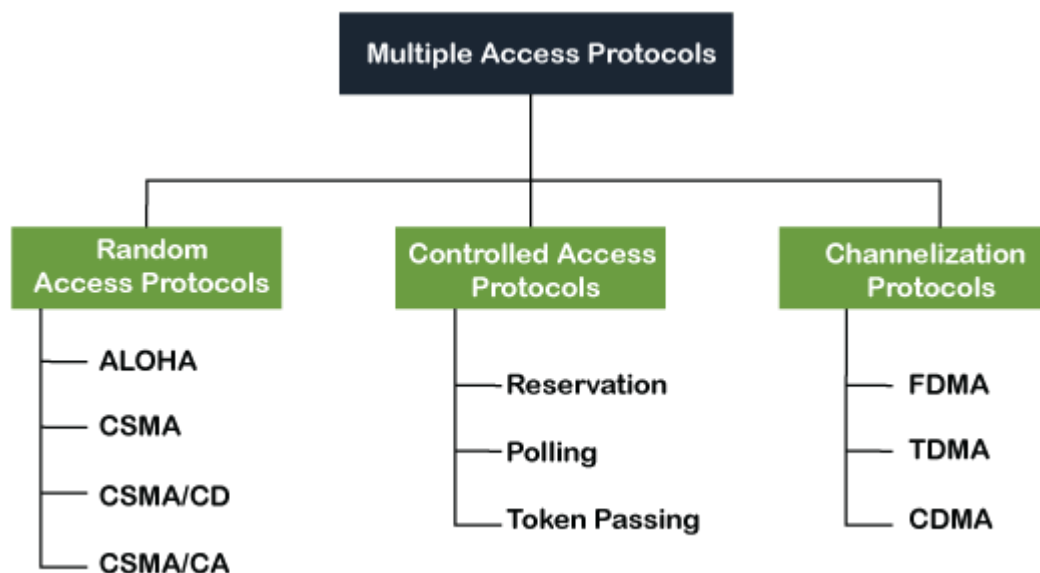 Multiple Access Protocols
Random
Access Protocols
ALOHA
CSMA
CSMA/CD
CSMA/CA
Controlled Access
Protocols
Reservation
Polling
Token Passing
Channelization
Protocols
FDMA
TDMA
CDMA